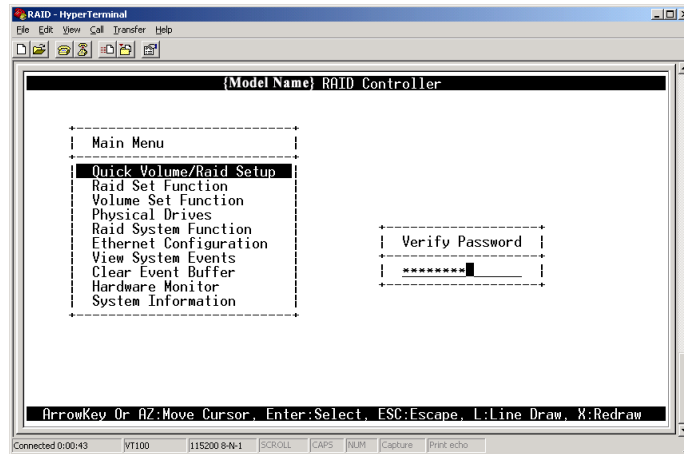 RAID - HyperTerminal
File Edit View Call Transfer Help
{Model Name} RAID Controller
Main Menu
Quick Volume/Raid Setup
Raid Set Function
Volume Set Function
Physical Drives
Raid System Function
Ethernet Configuration
View System Events
Clear Event Buffer
Hardware Monitor
System Information
Verify Password
********
ArrowKey Or AZ:Move Cursor, Enter:Select, ESC:Escape, L:Line Draw, X:Redraw
Connected 0:00:43 VT100 115200 8-N-1 SCROLL CAPS NUM Capture Print echo